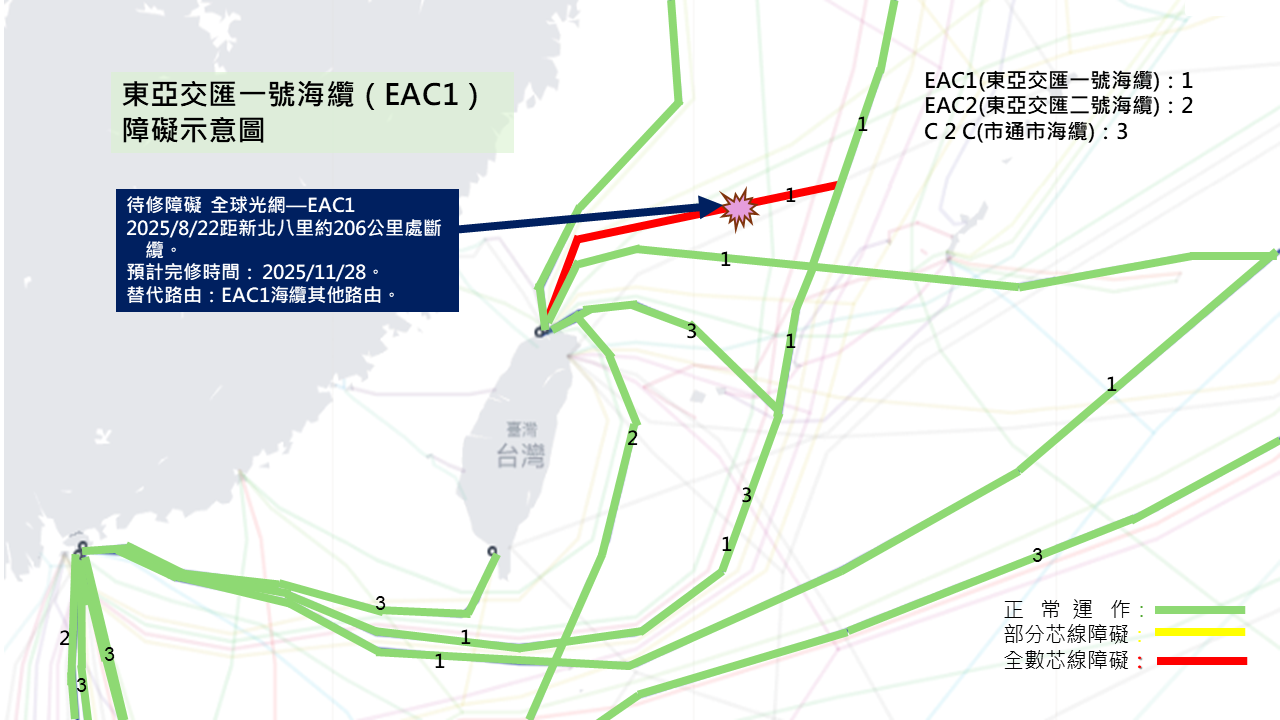 東亞交匯一號海纜（EAC1）
障礙示意圖
EAC1(東亞交匯一號海纜)：1
EAC2(東亞交匯二號海纜)：2
C 2 C(市通市海纜)：3
待修障礙 全球光網—EAC1
2025/8/22距新北八里約206公里處斷
纜。
預計完修時間： 2025/11/28。
替代路由：EAC1海纜其他路由。
1
1
1
3
1
1
2
臺灣
台灣
3
1
3
3
1
1
2
3
3
正 常 運 作：
部分芯線障礙：
全數芯線障礙：